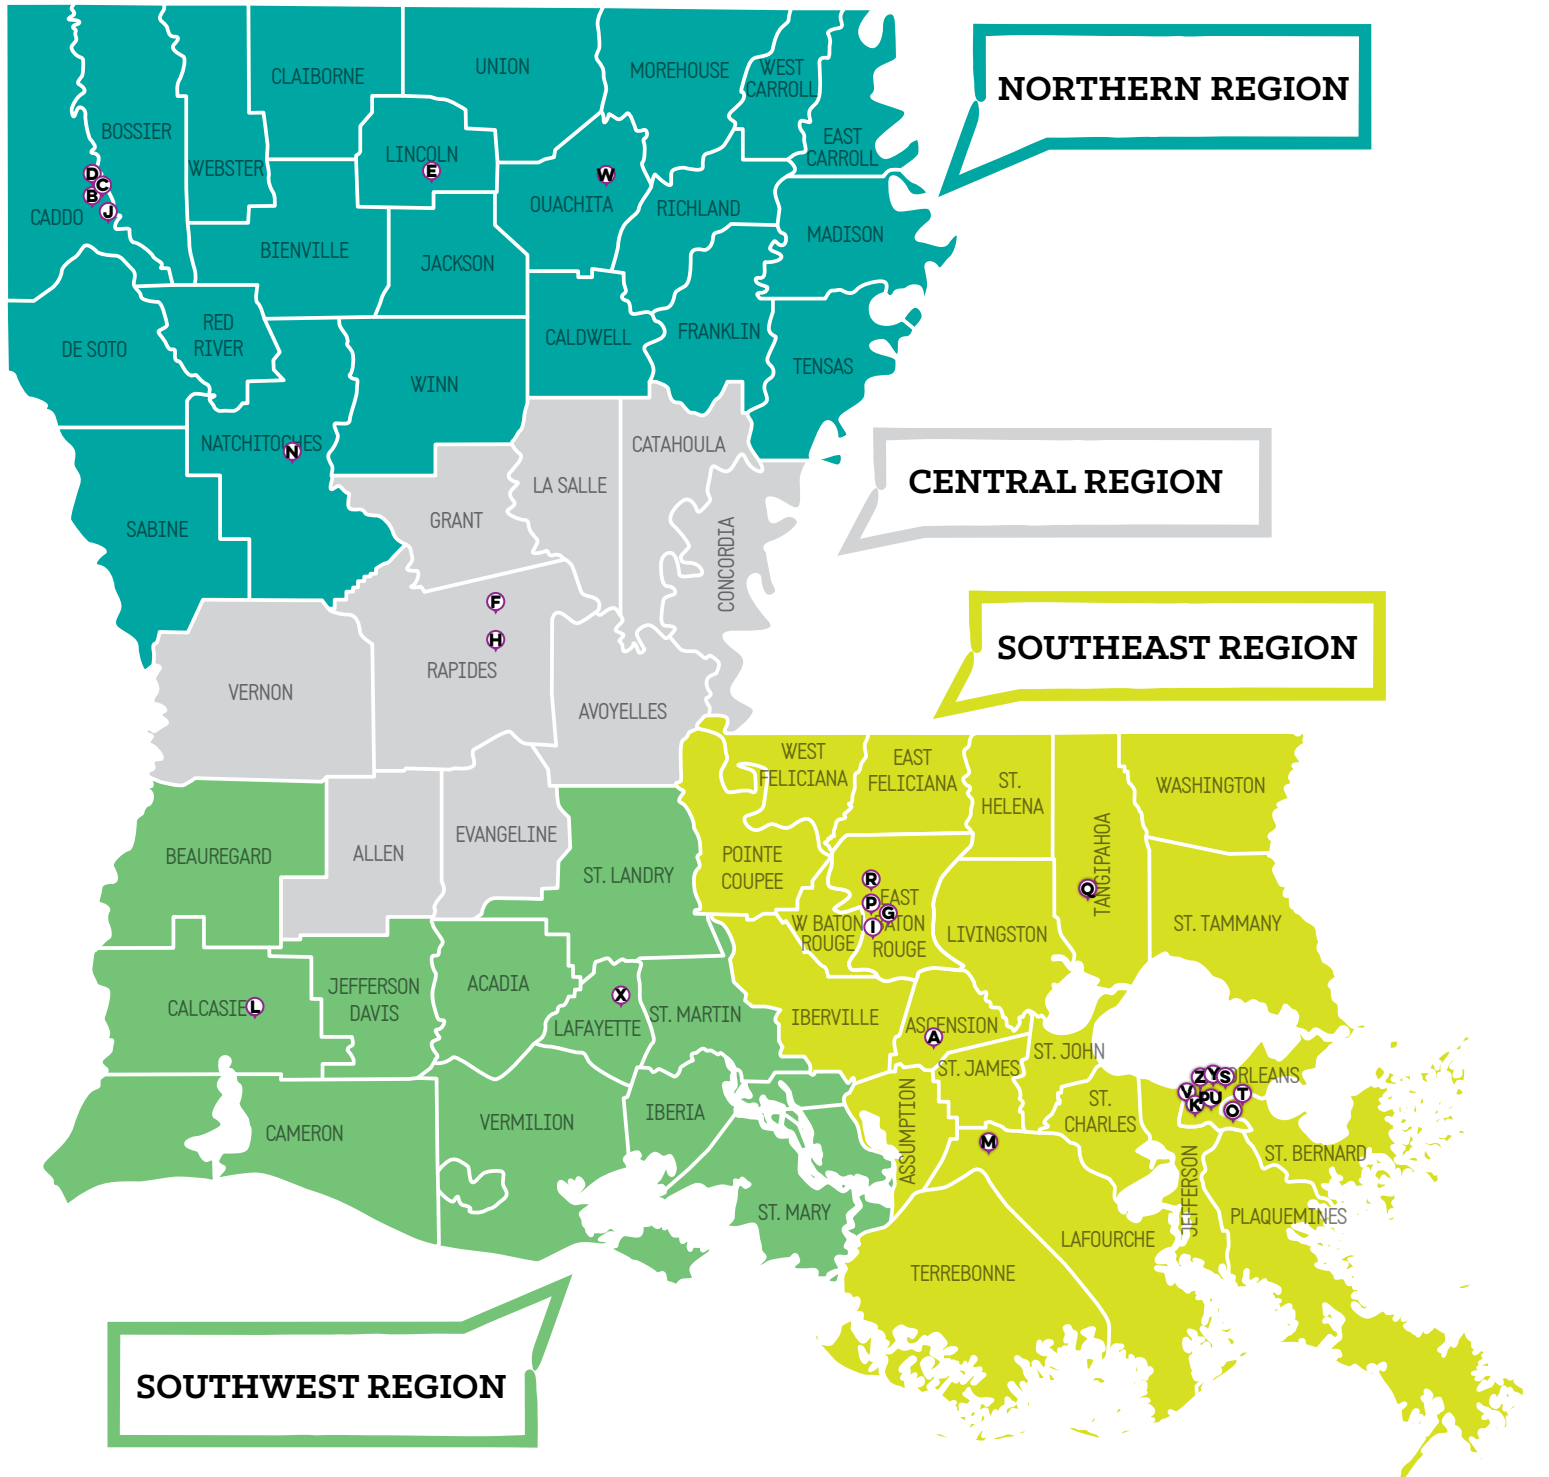 NORTHERN REGION
CLAIBORNE
UNION
MOREHOUSE
WEST
CARROLL
BOSSIER
WEBSTER
LINCOLN
EAST
CARROLL
D
C
B
J
E
W
CADDO
OUACHITA
RICHLAND
MADISON
BIENVILLE
JACKSON
RED
RIVER
DE SOTO
CALDWELL
FRANKLIN
TENSAS
WINN
NATCHITOCHES
N
SABINE
CENTRAL REGION
CATAHOULA
LA SALLE
GRANT
CONCORDIA
F
H
RAPIDES
VERNON
AVOYELLES
ALLEN
EVANGELINE
SOUTHEAST REGION
WEST
FELICIANA
EAST
FELICIANA
ST.
HELENA
TANGIPAHOA
WASHINGTON
POINTE
COUPEE
R
P
G
I
Q
EAST
BATON
ROUGE
W BATON
ROUGE
LIVINGSTON
ST. TAMMANY
IBERVILLE
ASCENSION
A
ST. JAMES
ST. JOHN
ST.
CHARLES
ORLEANS
Z
Y
S
V
K
P
U
T
O
ASSUMPTION
M
JEFFERSON
ST. BERNARD
PLAQUEMINES
LAFOURCHE
TERREBONNE
BEAUREGARD
ST. LANDRY
CALCASIE
L
JEFFERSON
DAVIS
ACADIA
X
LAFAYETTE
ST. MARTIN
CAMERON
VERMILION
IBERIA
ST. MARY
SOUTHWEST REGION